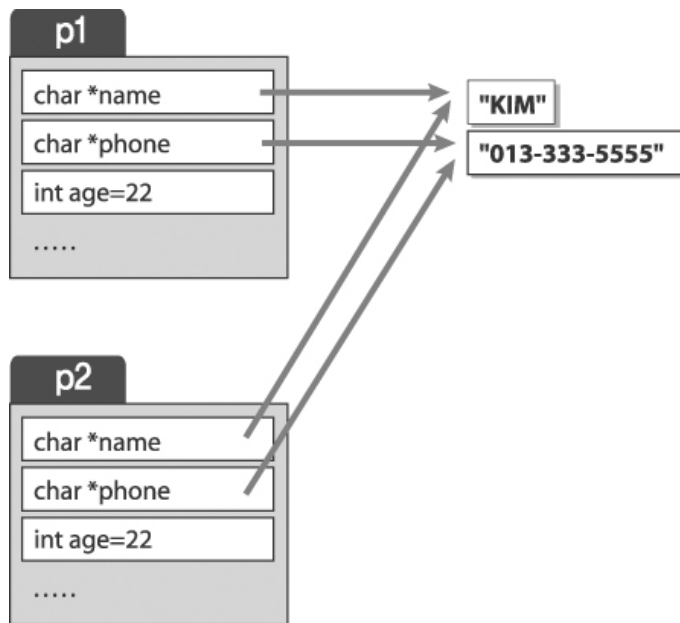 p1
char *name
char *phone
int age=22
.....
"KIM"
"013-333-5555"
p2
char *name
char *phone
int age=22
.....